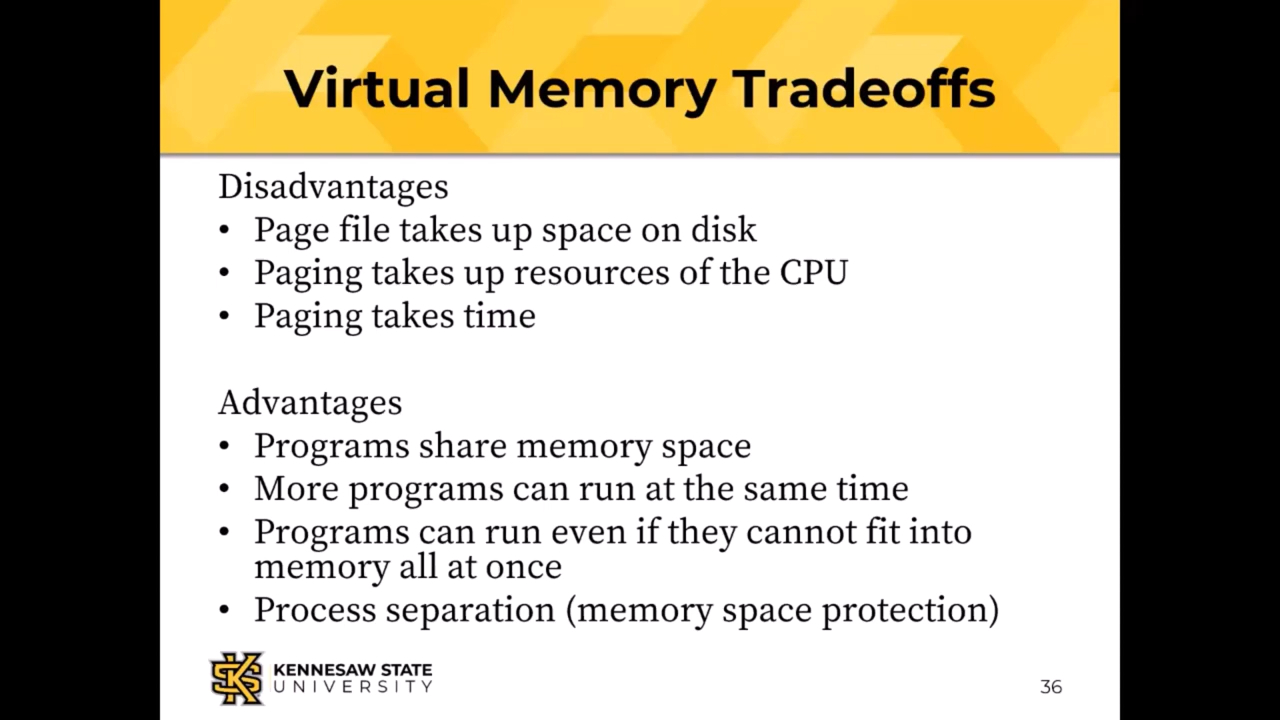 Virtual Memory Tradeoffs
Disadvantages
• Page file takes up space on disk
• Paging takes up resources of the CPU
• Paging takes time
Advantages
• Programs share memory space
• More programs can run at the same time
• Programs can run even if they cannot fit into
memory all at once
• Process separation (memory space protection)
KS
KENNESAW STATE
UNIVERSITY
36